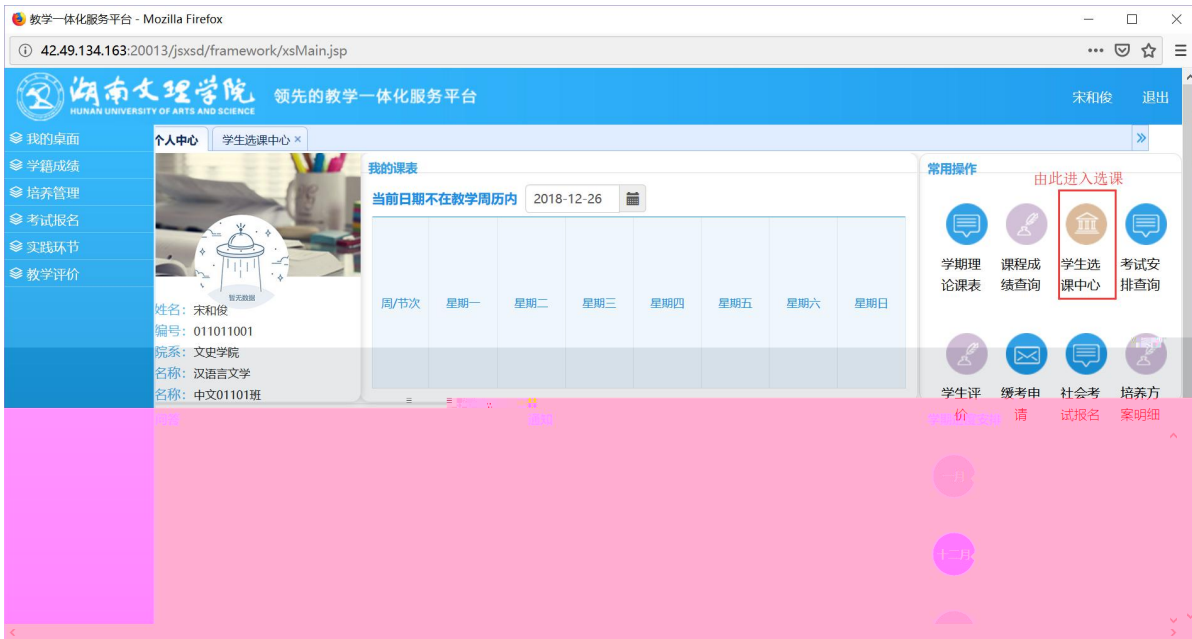 教学一体化服务平台 - Mozilla Firefox
42.49.134.163:20013/jsxsd/framework/xsMain.jsp
湖南文理学院
HUNAN UNIVERSITY OF ARTS AND SCIENCE
领先的教学一体化服务平台
宋和俊 退出
我的桌面
学籍成绩
培养管理
考试报名
实践环节
教学评价
个人中心 学生选课中心 ×
暂无数据
姓名：宋和俊
编号：011011001
院系：文史学院
名称：汉语言文学
名称：中文01101班
我的课表
当前日期不在教学周历内 2018-12-26
周/节次 星期一 星期二 星期三 星期四 星期五 星期六 星期日
常用操作
由此进入选课
学期理论课表
课程成绩查询
学生选课中心
考试安排查询
学生评价
缓考申请
社会考试报名
培养方案明细
问答
通知
一月
十二月